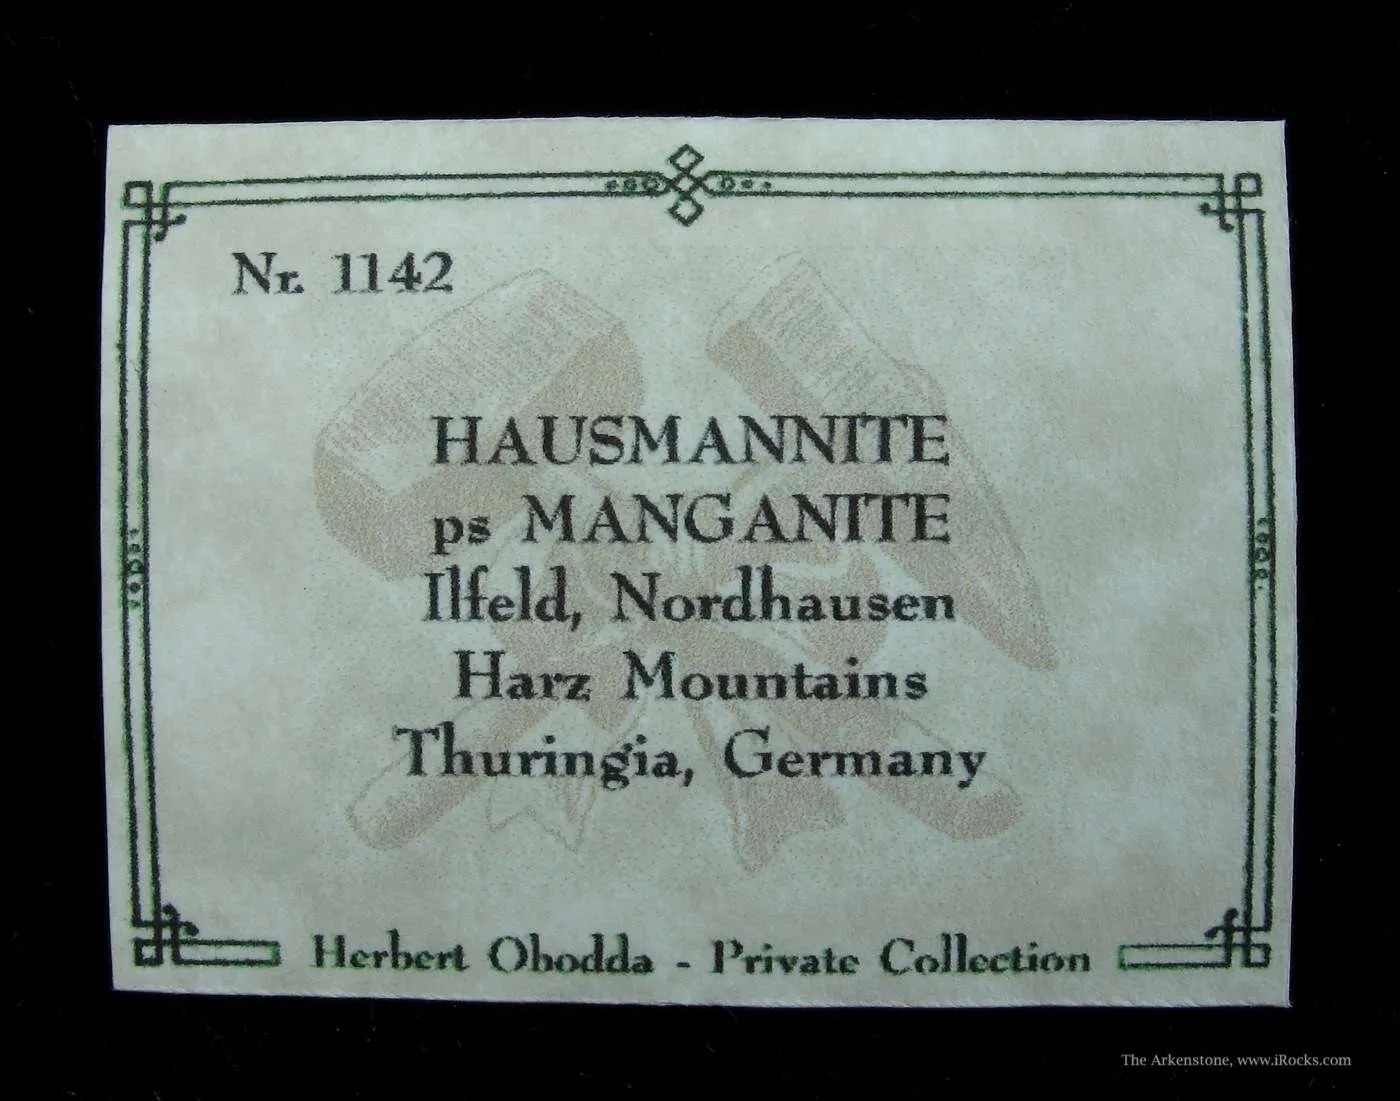 Nr. 1142
HAUSMANNITE
ps MANGANITE
Ilfeld, Nordhausen
Harz Mountains
Thuringia, Germany
Herbert Obodda - Private Collection
The Arkenstone, www.iRocks.com